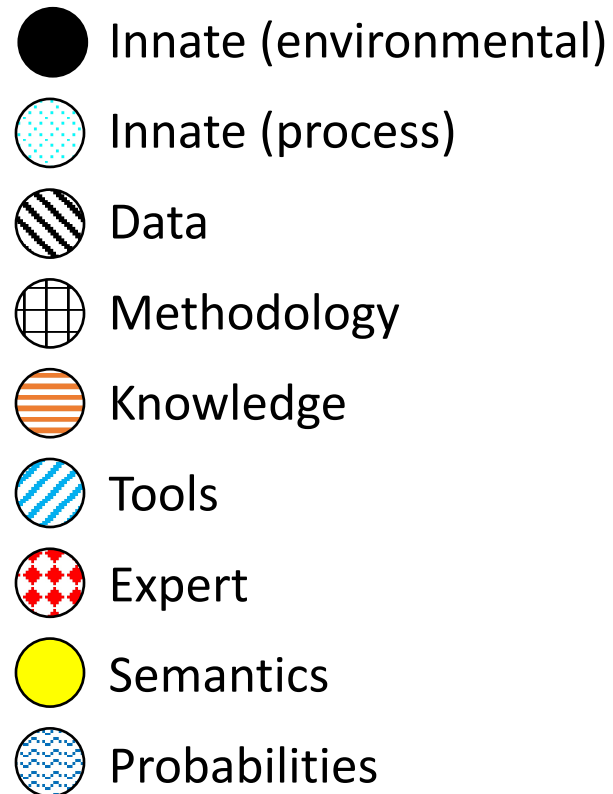 Innate (environmental)
Innate (process)
Data
Methodology
Knowledge
Tools
Expert
Semantics
Probabilities